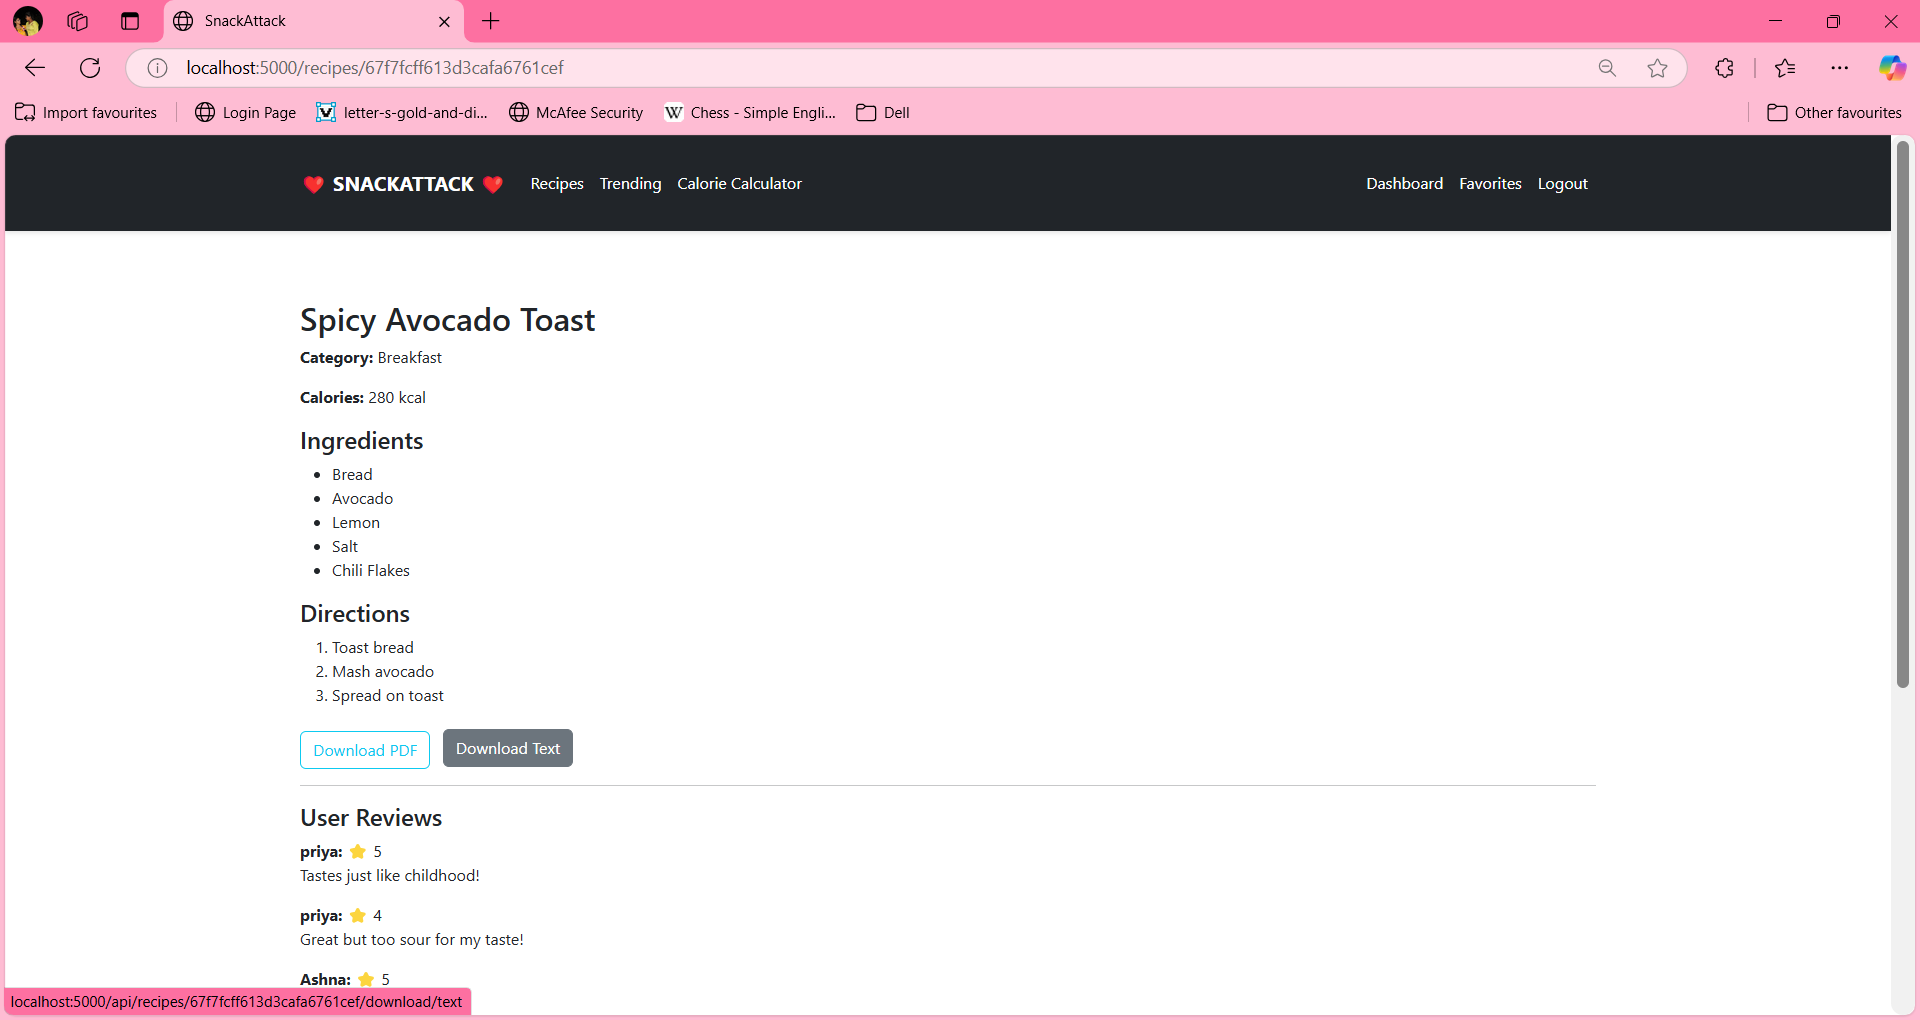 SnackAttack
localhost:5000/recipes/67f7fcff613d3cafa6761cef
Import favourites
Login Page
letter-s-gold-and-di...
McAfee Security
Chess - Simple Engli...
Dell
Other favourites
❤️ SNACKATTACK ❤️
Recipes
Trending
Calorie Calculator
Dashboard
Favorites
Logout
Spicy Avocado Toast
Category: Breakfast
Calories: 280 kcal
Ingredients
• Bread
• Avocado
• Lemon
• Salt
• Chili Flakes
Directions
1. Toast bread
2. Mash avocado
3. Spread on toast
Download PDF
Download Text
User Reviews
priya: ⭐ 5
Tastes just like childhood!
priya: ⭐ 4
Great but too sour for my taste!
Ashna: ⭐ 5
localhost:5000/api/recipes/67f7fcff613d3cafa6761cef/download/text